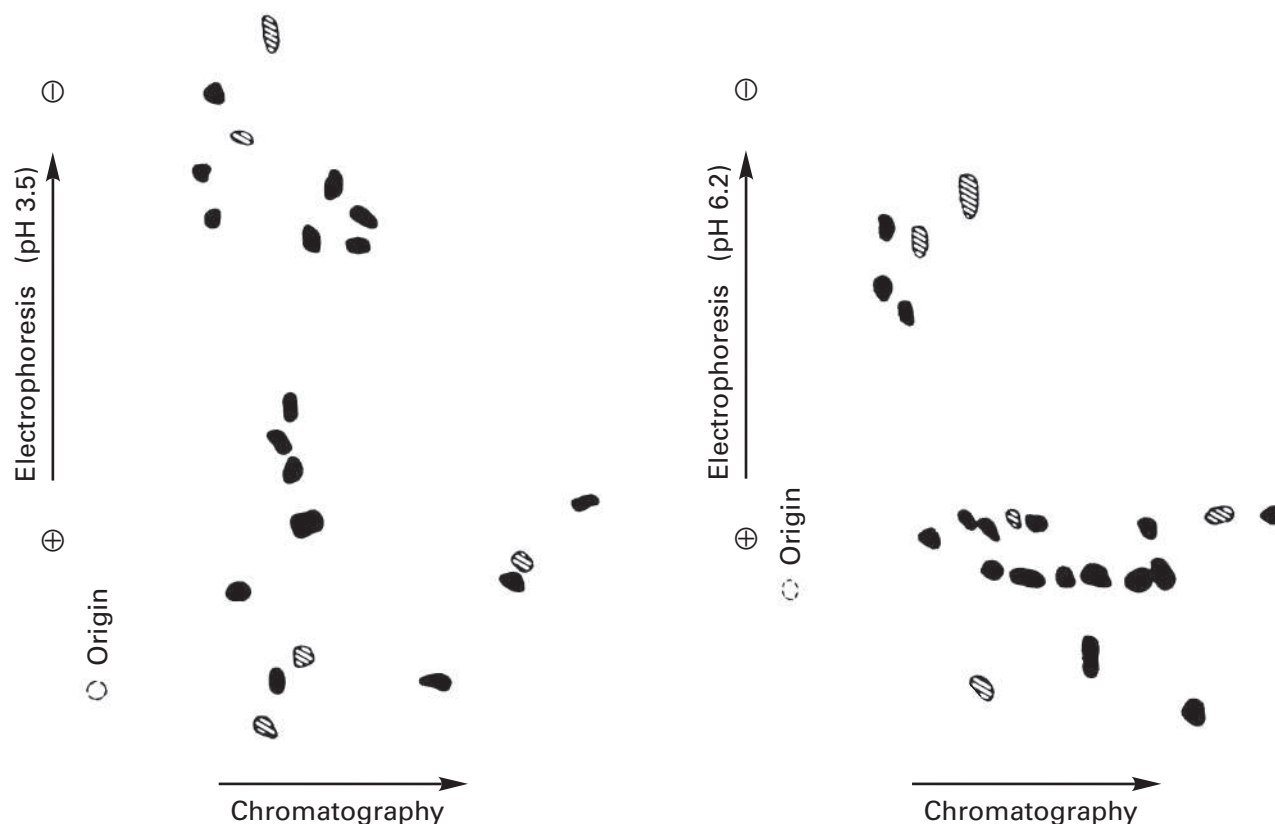 ⊖
Electrophoresis (pH 3.5)
⊕
Origin
Chromatography
⊖
Electrophoresis (pH 6.2)
⊕
Origin
Chromatography